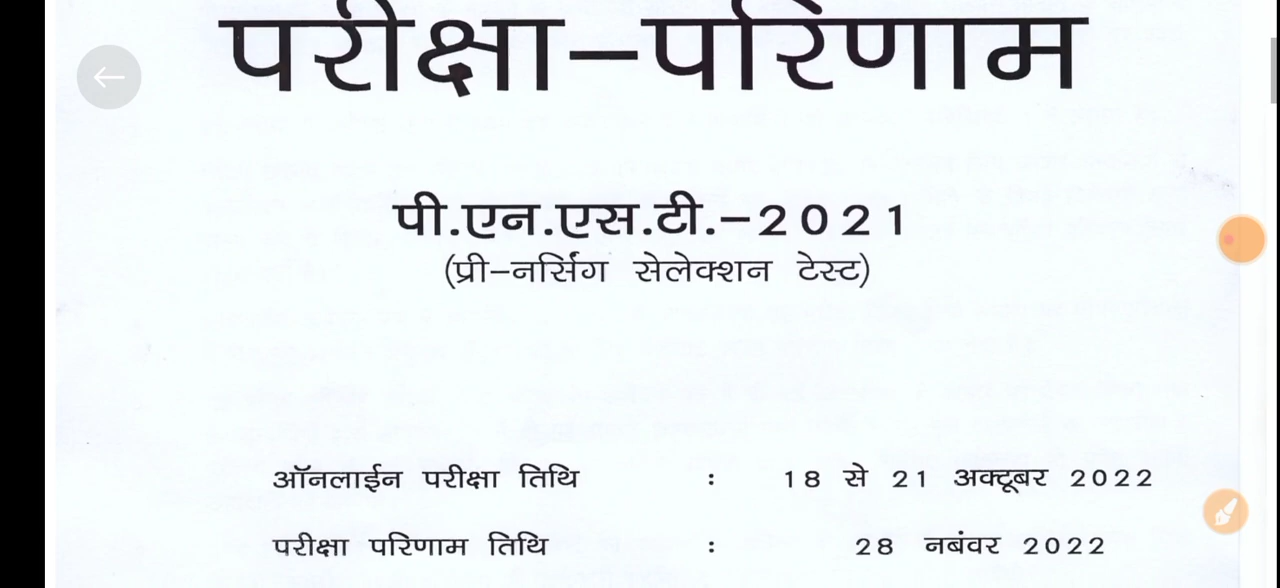 परीक्षा–परिणाम
पी.एन.एस.टी.–2021
(प्री–नर्सिंग सेलेक्शन टेस्ट)
ऑनलाईन परीक्षा तिथि : 18 से 21 अक्टूबर 2022
परीक्षा परिणाम तिथि : 28 नबंवर 2022